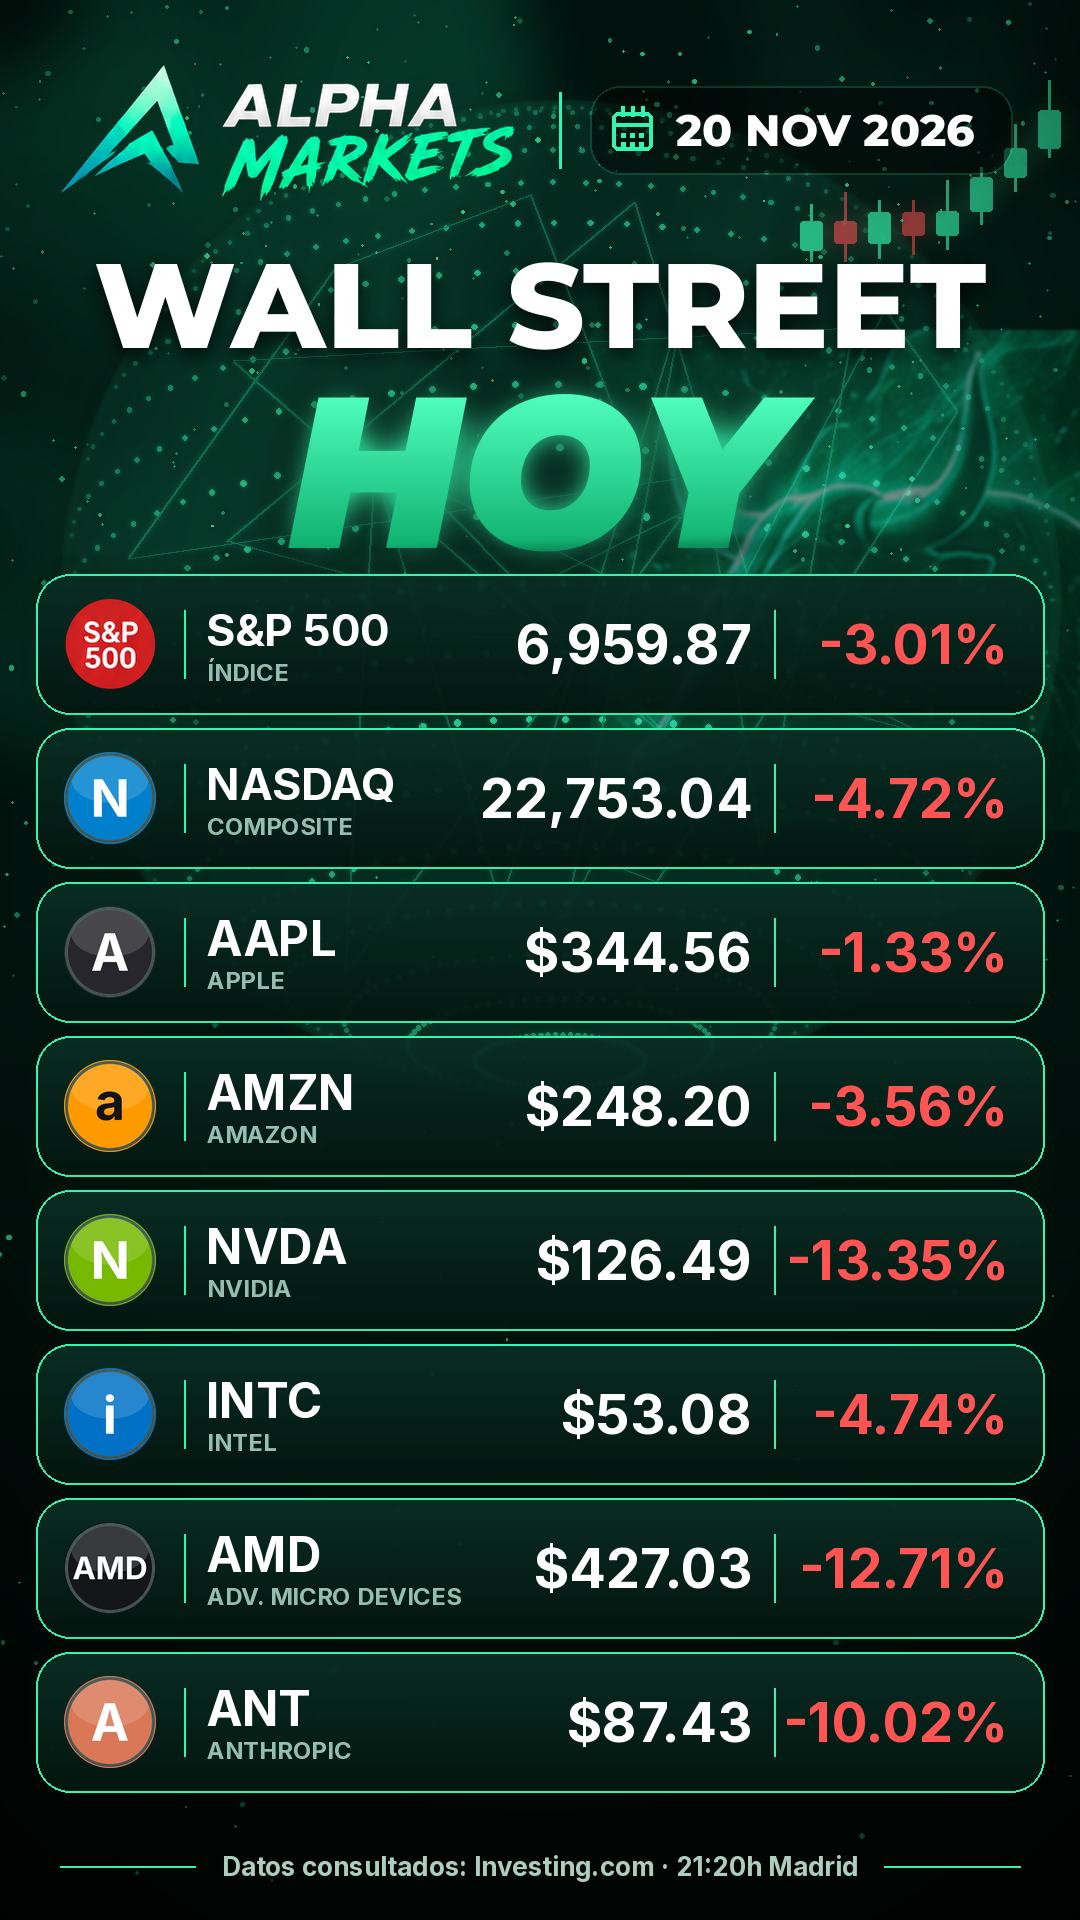 ALPHA
MARKETS
20 NOV 2026
WALL STREET
HOY
S&P
500
S&P 500
ÍNDICE
6,959.87
-3.01%
N
NASDAQ
COMPOSITE
22,753.04
-4.72%
A
AAPL
APPLE
$344.56
-1.33%
a
AMZN
AMAZON
$248.20
-3.56%
N
NVDA
NVIDIA
$126.49
-13.35%
i
INTC
INTEL
$53.08
-4.74%
AMD
AMD
ADV. MICRO DEVICES
$427.03
-12.71%
A
ANT
ANTHROPIC
$87.43
-10.02%
Datos consultados: Investing.com · 21:20h Madrid